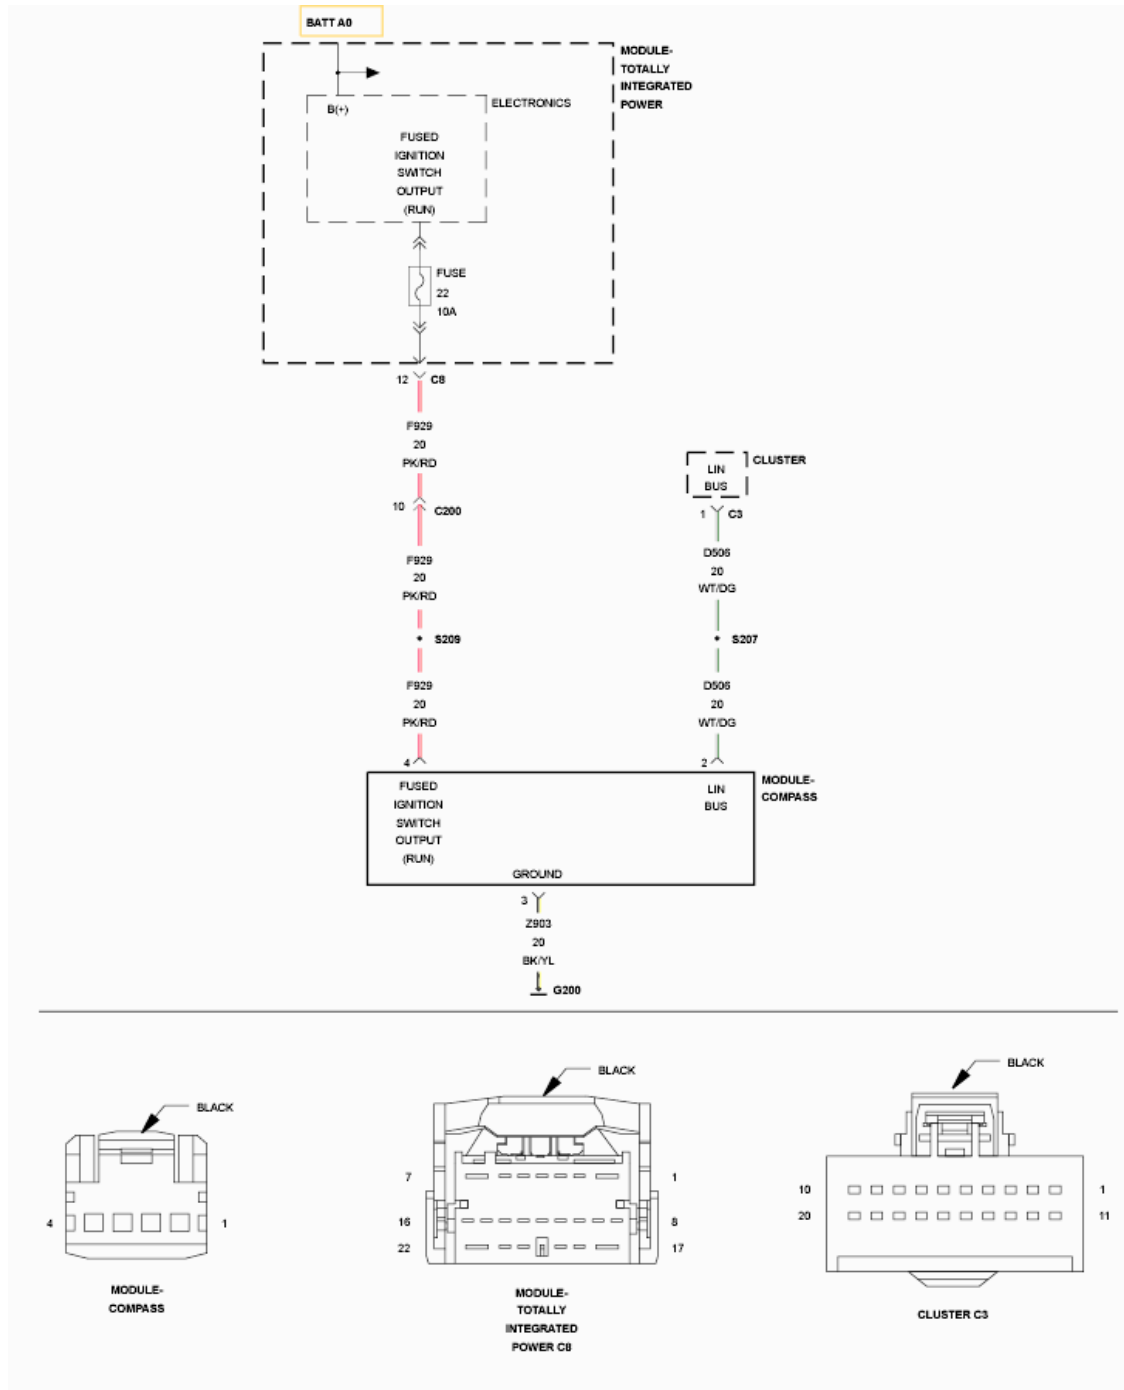 BATT A0
MODULE-
TOTALLY
INTEGRATED
POWER
ELECTRONICS
B(+)
FUSED
IGNITION
SWITCH
OUTPUT
(RUN)
FUSE
22
10A
12 C8
F929
20
PK/RD
CLUSTER
LIN
BUS
10 C200
1 C3
F929
20
PK/RD
D506
20
WT/DG
S209
S207
F929
20
PK/RD
D506
20
WT/DG
4
2
MODULE-
COMPASS
FUSED
IGNITION
SWITCH
OUTPUT
(RUN)
LIN
BUS
GROUND
3
Z903
20
BK/YL
G200
BLACK
4 1
MODULE-
COMPASS
BLACK
7 1
16 8
22 17
MODULE-
TOTALLY
INTEGRATED
POWER C8
BLACK
10 1
20 11
CLUSTER C3